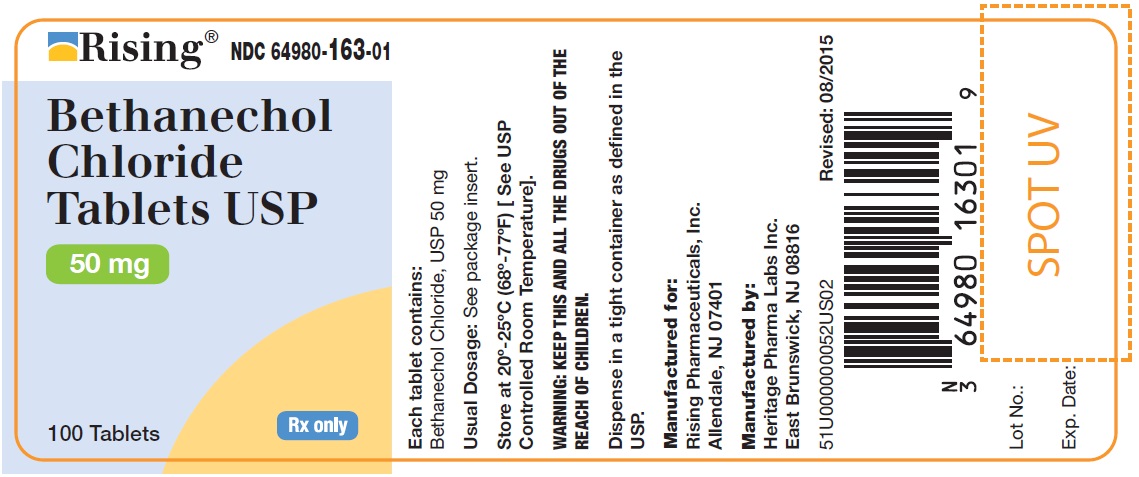 Rising®
NDC 64980-163-01
Bethanechol
Chloride
Tablets USP
50 mg
100 Tablets
Rx only
Each tablet contains:
Bethanechol Chloride, USP 50 mg
Usual Dosage: See package insert.
Store at 20°-25°C (68°-77°F) [ See USP
Controlled Room Temperature].
WARNING: KEEP THIS AND ALL THE DRUGS OUT OF THE
REACH OF CHILDREN.
Dispense in a tight container as defined in the
USP.
Manufactured for:
Rising Pharmaceuticals, Inc.
Allendale, NJ 07401
Manufactured by:
Heritage Pharma Labs Inc.
East Brunswick, NJ 08816
51U000000052US02
Revised: 08/2015
N
3 64980 16301 9
Lot No.:
Exp. Date:
SPOT UV